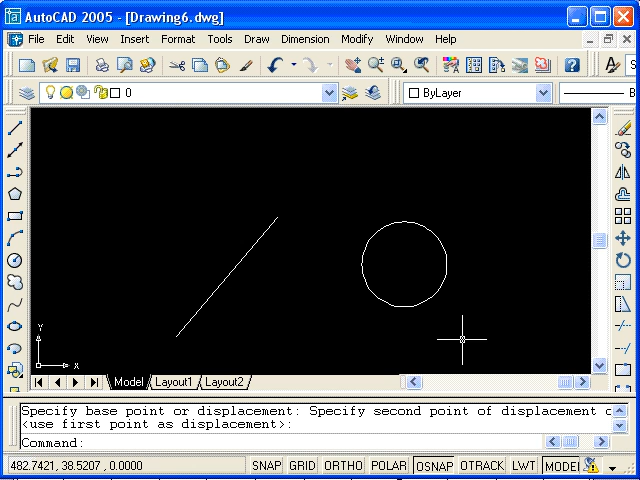 AutoCAD 2005 - [Drawing6.dwg]
File Edit View Insert Format Tools Draw Dimension Modify Window Help
0 ByLayer
Y
X
Model Layout1 Layout2
Specify base point or displacement: Specify second point of displacement
<use first point as displacement>:
Command:
482.7421, 38.5207 , 0.0000 SNAP GRID ORTHO POLAR OSNAP OTRACK LWT MODEL